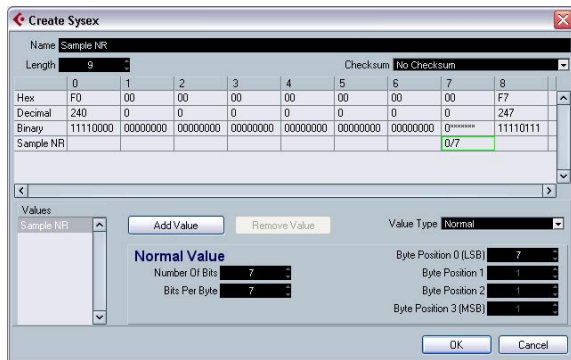 Create Sysex
Name Sample NR
Length 9 Checksum No Checksum
0 1 2 3 4 5 6 7 8
Hex F0 00 00 00 00 00 00 00 F7
Decimal 240 0 0 0 0 0 0 0 247
Binary 11110000 00000000 00000000 00000000 00000000 00000000 00000000 0******* 11110111
Sample NR 0/7
Values
Sample NR Add Value Remove Value Value Type Normal
Normal Value Byte Position 0 (LSB) 7
Number Of Bits 7 Byte Position 1 1
Bits Per Byte 7 Byte Position 2 1
Byte Position 3 (MSB) 1
OK Cancel